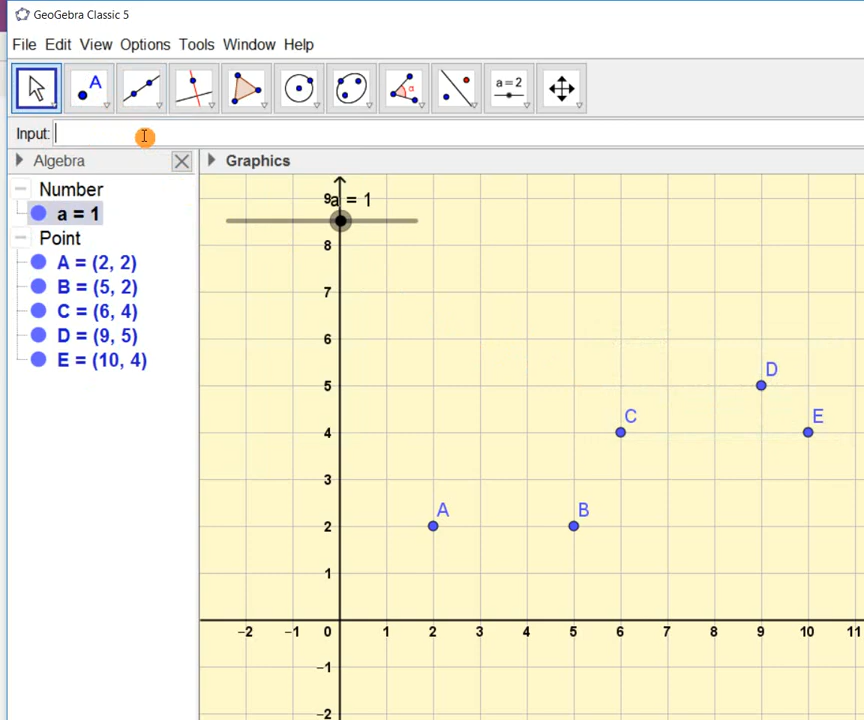 GeoGebra Classic 5
File Edit View Options Tools Window Help
A
α
a=2
Input:
Algebra
Graphics
Number
a = 1
Point
A = (2, 2)
B = (5, 2)
C = (6, 4)
D = (9, 5)
E = (10, 4)
a = 1
9
8
7
6
5
4
3
2
1
D
C
E
A
B
−2 −1 0 1 2 3 4 5 6 7 8 9 10 11
−1
−2